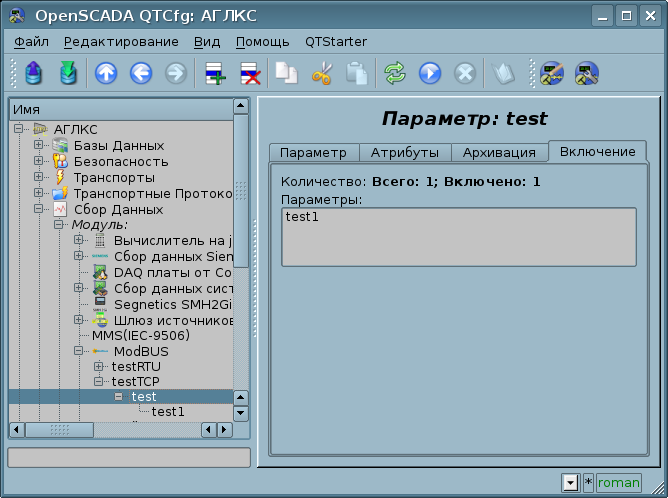 OpenSCADA QTCfg: АГЛКС
Файл Редактирование Вид Помощь QTStarter
Имя
АГЛКС
Базы Данных
Безопасность
Транспорты
Транспортные Протоко
Сбор Данных
Модуль:
Вычислитель на j
Сбор данных Sien
DAQ платы от Co
Сбор данных сист
Segnetics SMH2Gi
Шлюз источников
MMS(IEC-9506)
ModBUS
testRTU
testTCP
test
test1
Параметр: test
Параметр Атрибуты Архивация Включение
Количество: Всего: 1; Включено: 1
Параметры:
test1
* roman